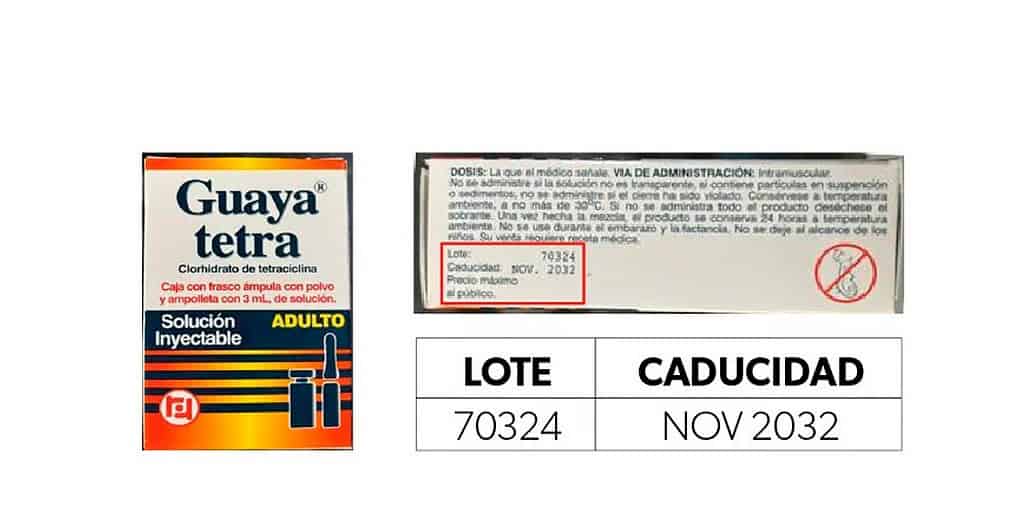 Guaya®
tetra
Clorhidrato de tetraciclina
Caja con frasco ámpula con polvo
y ampolleta con 3 mL, de solución.
Solución ADULTO
Inyectable
DOSIS: La que el médico señale. VIA DE ADMINISTRACIÓN: Intramuscular.
No se administre si la solución no es transparente, si contiene partículas en suspensión
o sedimentos, no se administre si el cierre ha sido violado. Consérvese a temperatura
ambiente, a no más de 30°C. Si no se administra todo el producto deséchese el
sobrante. Una vez hecha la mezcla, el producto se conserva 24 horas a temperatura
ambiente. No se use durante el embarazo y la lactancia. No se deje al alcance de los
niños. Su venta requiere receta médica.
Lote: 70324
Caducidad: NOV. 2032
Precio máximo
al público.
LOTE CADUCIDAD
70324 NOV 2032